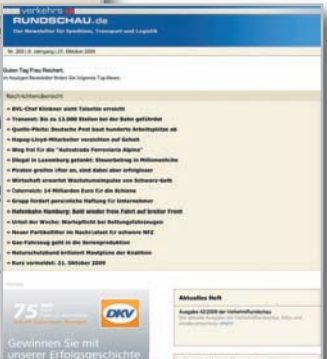 verkehrs
RUNDSCHAU.de
Der Newsletter für Spedition, Transport und Logistik
Nr. 203 | 9. Jahrgang | 21. Oktober 2009
Guten Tag Frau Reichert,
im heutigen Newsletter finden Sie folgende Top-News:
Nachrichtenübersicht
» BVL-Chef Klinkner sieht Talsohle erreicht
» Transnet: Bis zu 13.000 Stellen bei der Bahn gefährdet
» Quelle-Pleite: Deutsche Post baut hunderte Arbeitsplätze ab
» Hapag-Lloyd-Mitarbeiter verzichten auf Gehalt
» Weg frei für die "Autostrada Ferroviaria Alpina"
» Illegal in Luxemburg getankt: Steuerbetrug in Millionenhöhe
» Piraten greifen öfter an, sind dabei aber erfolgloser
» Wirtschaft erwartet Wachstumsimpulse von Schwarz-Gelb
» Österreich: 14 Milliarden Euro für die Schiene
» Grupp fordert persönliche Haftung für Unternehmer
» Hafenbahn Hamburg: Bald wieder freie Fahrt auf breiter Front
» Urteil der Woche: Wartepflicht bei Rettungsfahrzeugen
» Neuer Partikelfilter im Nachrüstset für schwere NFZ
» Gas-Fahrzeug geht in die Serienproduktion
» Naturschutzbund kritisiert Mautpläne der Koalition
» Kurz vermeldet: 21. Oktober 2009
75
DKV
Gewinnen Sie mit
unserer Erfolgsgeschichte
Aktuelles Heft
Ausgabe 42/2009 der VerkehrsRundschau